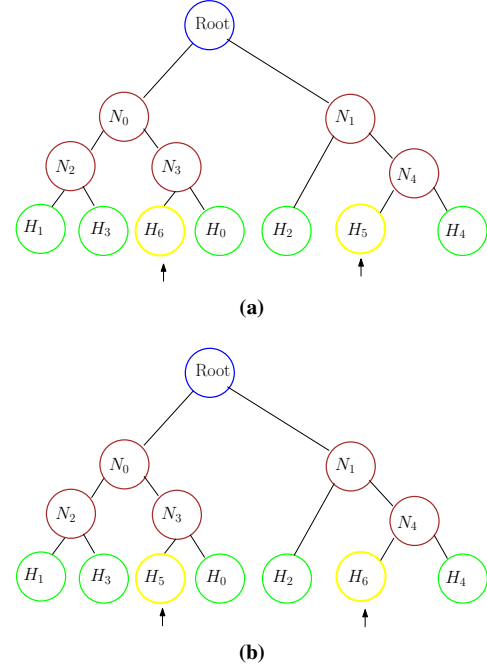 Root
N₀ N₁
N₂ N₃ N₄
H₁ H₃ H₆ H₀ H₂ H₅ H₄
(a)
Root
N₀ N₁
N₂ N₃ N₄
H₁ H₃ H₅ H₀ H₂ H₆ H₄
(b)